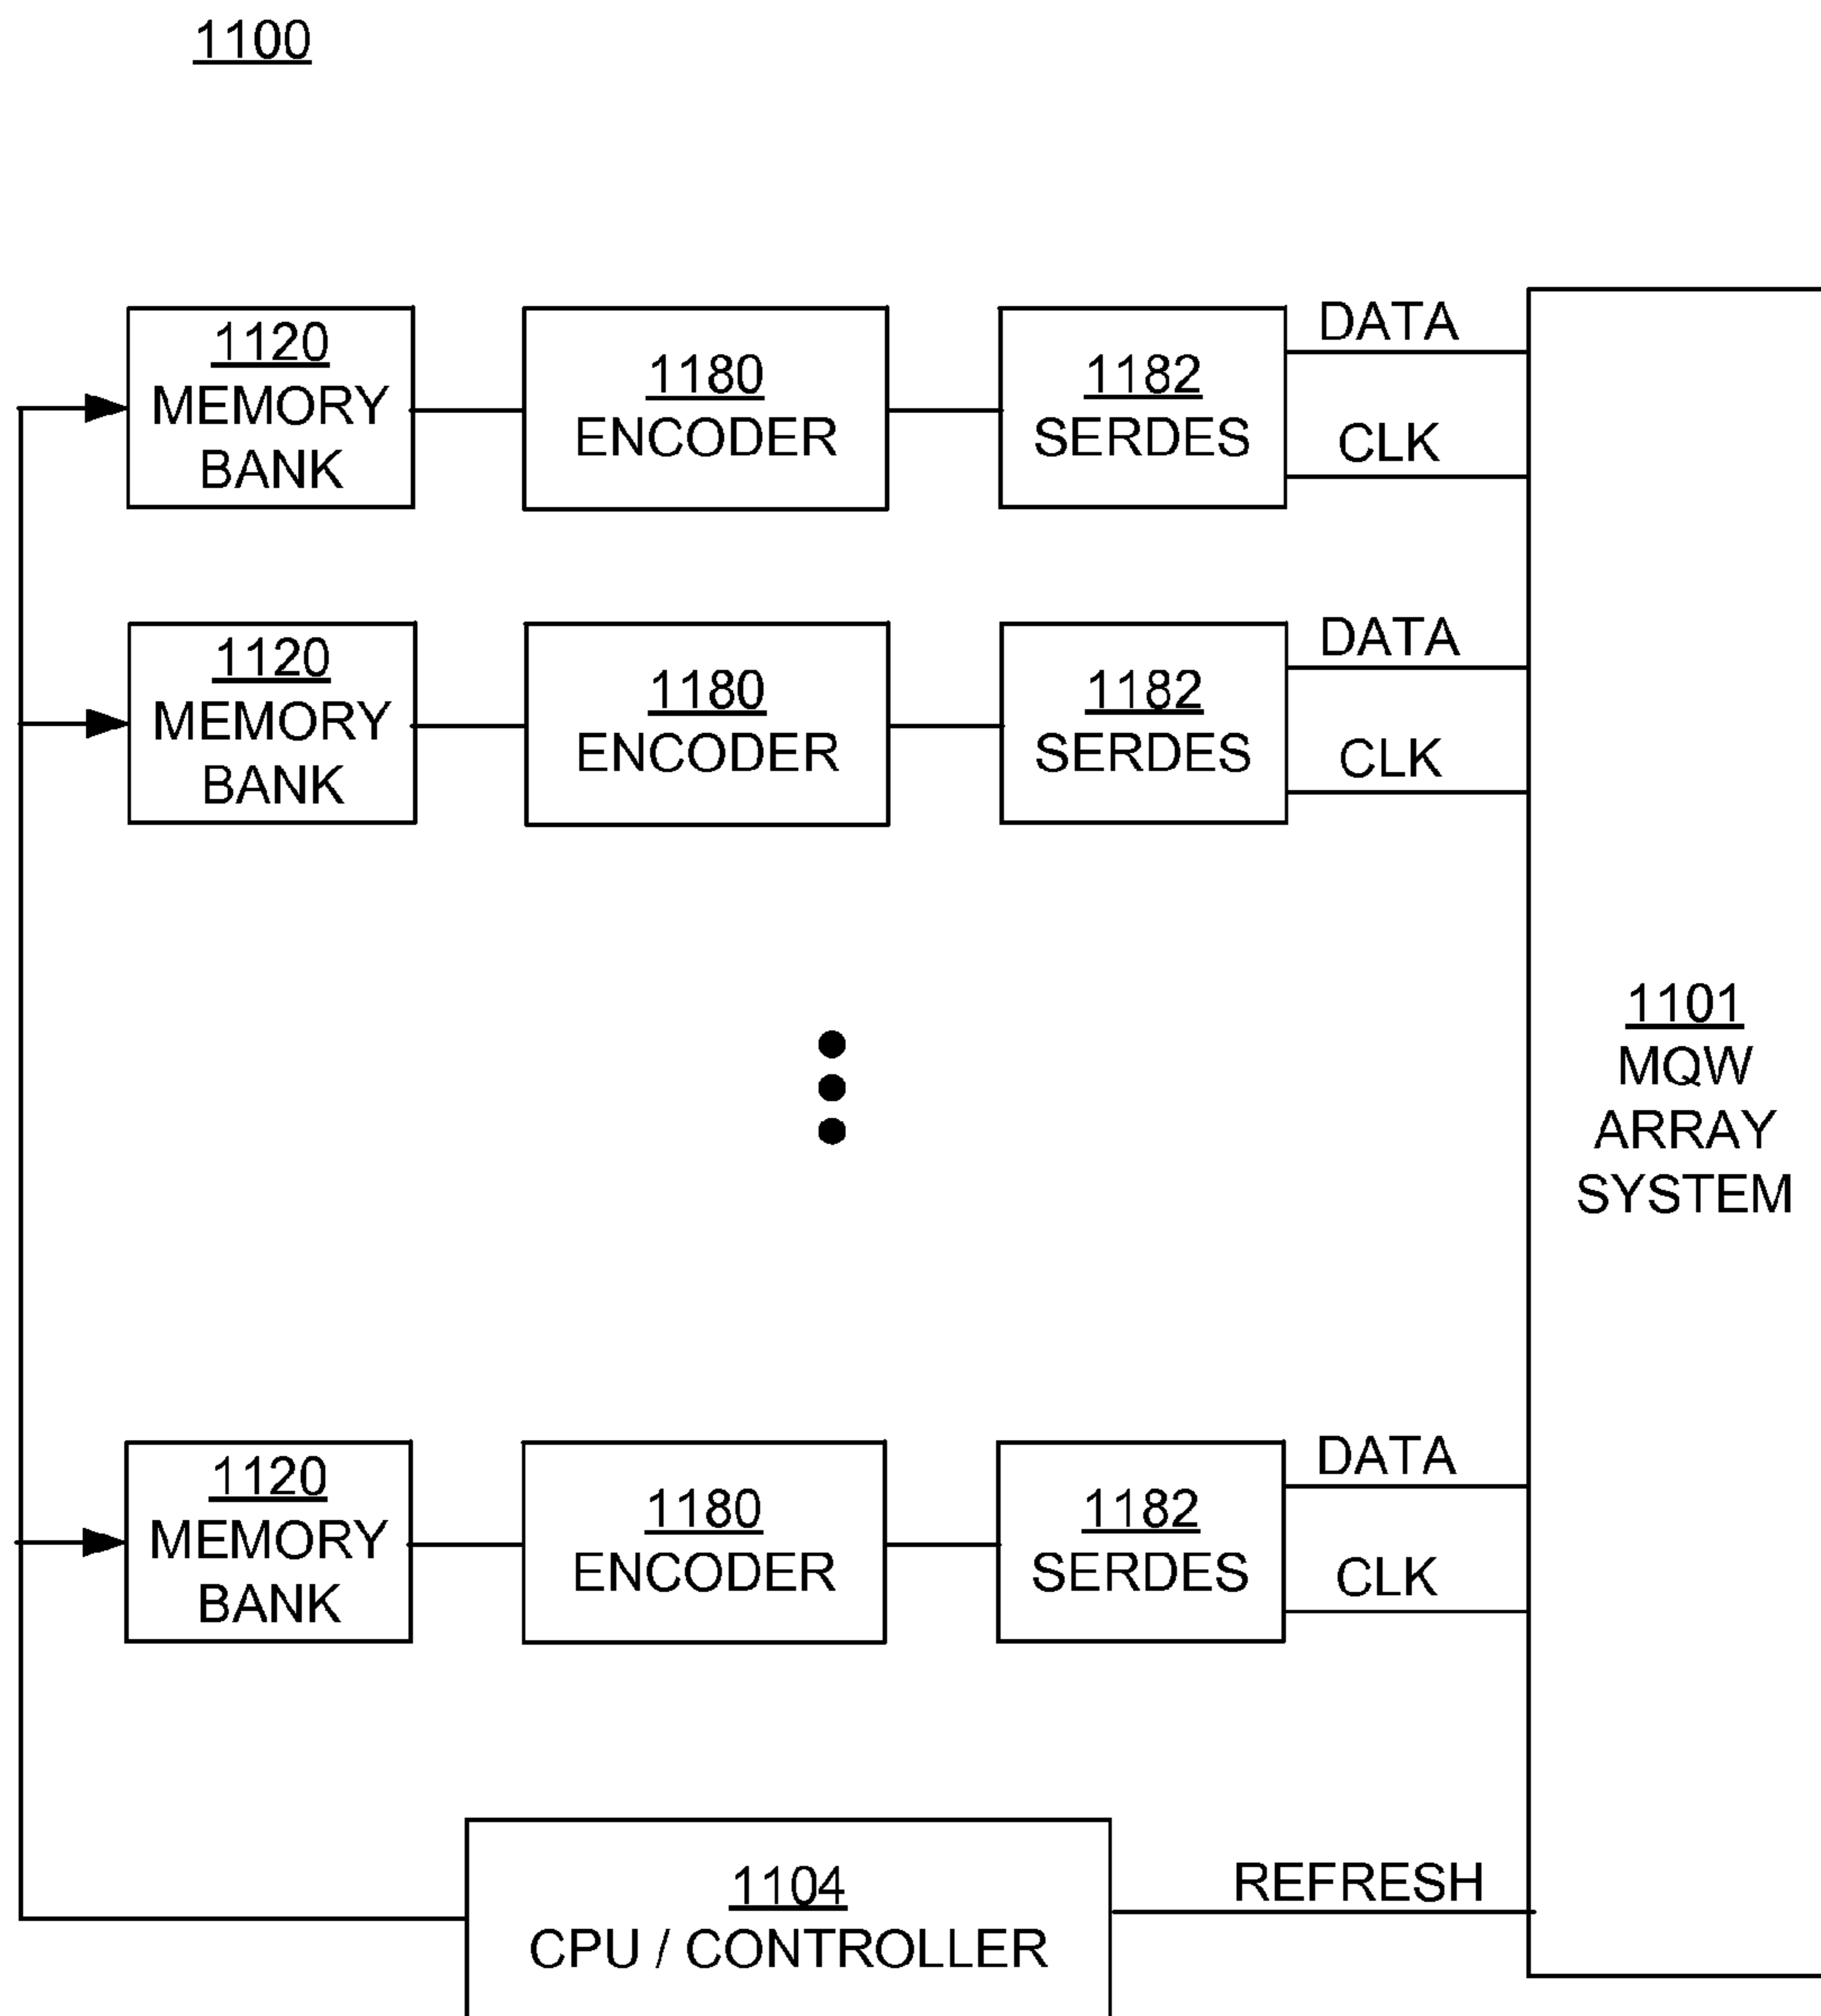 1100
1120
MEMORY
BANK
1180
ENCODER
1182
SERDES
DATA
CLK
1120
MEMORY
BANK
1180
ENCODER
1182
SERDES
DATA
CLK
1101
MQW
ARRAY
SYSTEM
1120
MEMORY
BANK
1180
ENCODER
1182
SERDES
DATA
CLK
1104
CPU / CONTROLLER
REFRESH